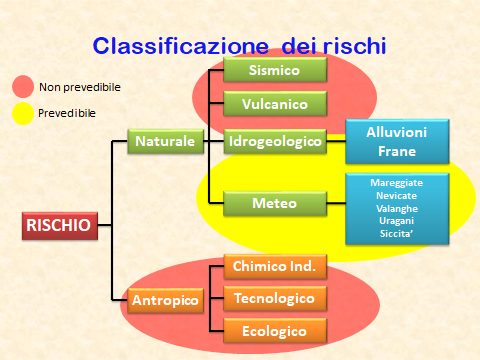 Classificazione dei rischi
Non prevedibile
Prevedibile
Sismico
Vulcanico
Naturale
Idrogeologico
Alluvioni
Frane
Meteo
Mareggiate
Nevicate
Valanghe
Uragani
Siccita'
RISCHIO
Antropico
Chimico Ind.
Tecnologico
Ecologico